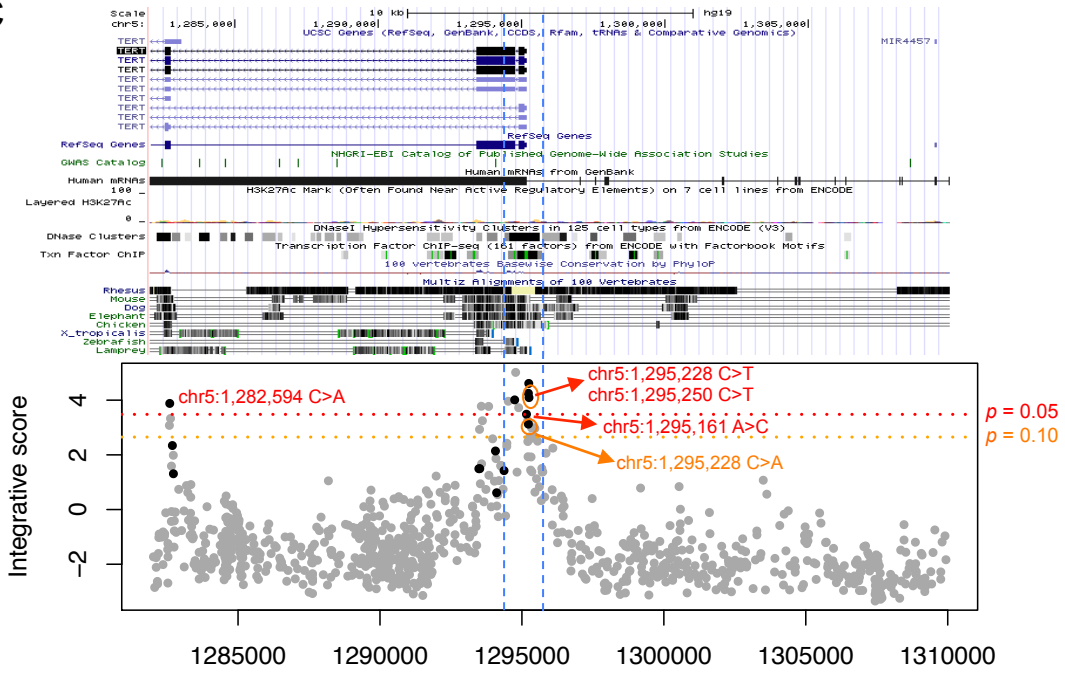 Scale
10 kb
hg19
chr5:
1,285,000
1,290,000
1,295,000
1,300,000
1,305,000
UCSC Genes (RefSeq, GenBank, CCDS, Rfam, tRNAs & Comparative Genomics)
TERT
MIR4457
TERT
TERT
TERT
TERT
TERT
TERT
TERT
TERT
TERT
RefSeq Genes
RefSeq Genes
NHGRI-EBI Catalog of Published Genome-Wide Association Studies
GWAS Catalog
Human mRNAs from GenBank
Human mRNAs
100 _
H3K27Ac Mark (Often Found Near Active Regulatory Elements) on 7 cell lines from ENCODE
Layered H3K27Ac
0 _
DNaseI Hypersensitivity Clusters in 125 cell types from ENCODE (V3)
DNase Clusters
Transcription Factor ChIP-seq (161 factors) from ENCODE with Factorbook Motifs
Txn Factor ChIP
100 vertebrates Basewise Conservation by PhyloP
Multiz Alignments of 100 Vertebrates
Rhesus
Mouse
Dog
Elephant
Chicken
X_tropicalis
Zebrafish
Lamprey
chr5:1,295,228 C>T
chr5:1,282,594 C>A
chr5:1,295,250 C>T
p = 0.05
chr5:1,295,161 A>C
p = 0.10
chr5:1,295,228 C>A
Integrative score
4
2
0
−2
1285000
1290000
1295000
1300000
1305000
1310000